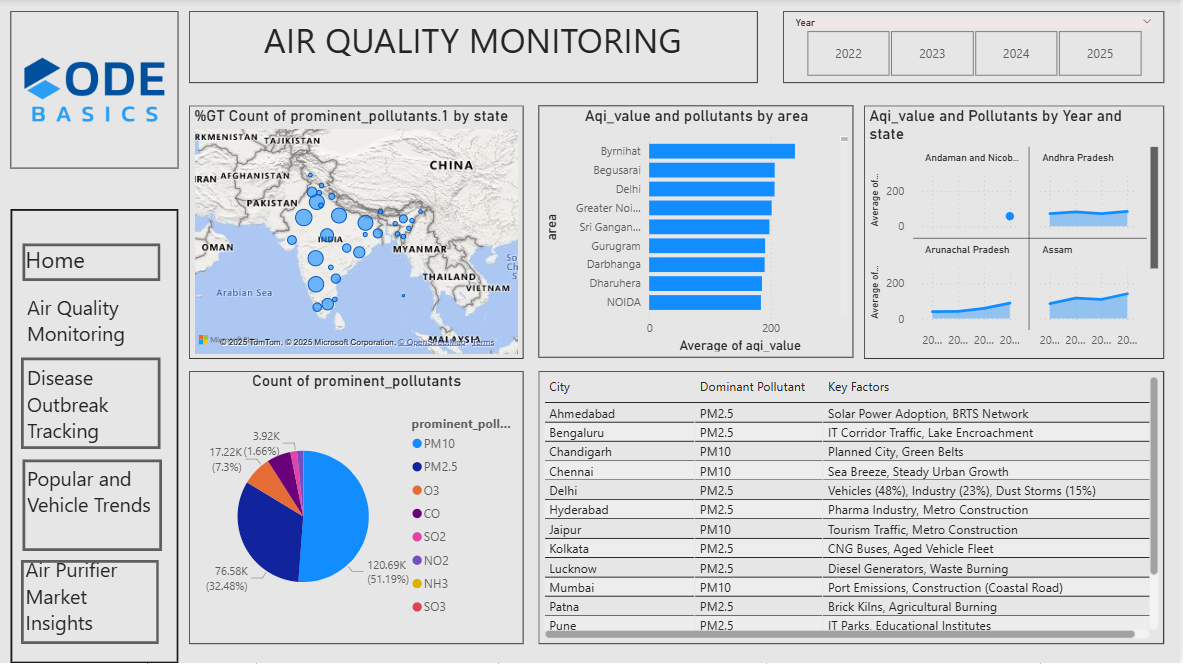 ODE
BASICS
AIR QUALITY MONITORING
Year
2022 2023 2024 2025
Home
Air Quality
Monitoring
Disease
Outbreak
Tracking
Popular and
Vehicle Trends
Air Purifier
Market
Insights
%GT Count of prominent_pollutants.1 by state
TAJIKISTAN
CHINA
AFGHANISTAN
PAKISTAN
OMAN
INDIA
MYANMAR
THAILAND
VIETNAM
Arabian Sea
MALAYSIA
© 2025 TomTom, © 2025 Microsoft Corporation, © OpenStreetMap Terms
Aqi_value and pollutants by area
area
Byrnihat
Begusarai
Delhi
Greater Noi...
Sri Gangan...
Gurugram
Darbhanga
Dharuhera
NOIDA
0 200
Average of aqi_value
Aqi_value and Pollutants by Year and
state
Andaman and Nicob... Andhra Pradesh
Average of...
200
0
Arunachal Pradesh Assam
Average of...
200
0
20... 20... 20... 20... 20... 20... 20... 20...
Count of prominent_pollutants
3.92K
(1.66%)
17.22K
(7.3%)
76.58K
(32.48%)
120.69K
(51.19%)
prominent_poll...
PM10
PM2.5
O3
CO
SO2
NO2
NH3
SO3
City Dominant Pollutant Key Factors
Ahmedabad PM2.5 Solar Power Adoption, BRTS Network
Bengaluru PM2.5 IT Corridor Traffic, Lake Encroachment
Chandigarh PM10 Planned City, Green Belts
Chennai PM10 Sea Breeze, Steady Urban Growth
Delhi PM2.5 Vehicles (48%), Industry (23%), Dust Storms (15%)
Hyderabad PM2.5 Pharma Industry, Metro Construction
Jaipur PM10 Tourism Traffic, Metro Construction
Kolkata PM2.5 CNG Buses, Aged Vehicle Fleet
Lucknow PM2.5 Diesel Generators, Waste Burning
Mumbai PM10 Port Emissions, Construction (Coastal Road)
Patna PM2.5 Brick Kilns, Agricultural Burning
Pune PM2.5 IT Parks, Educational Institutes